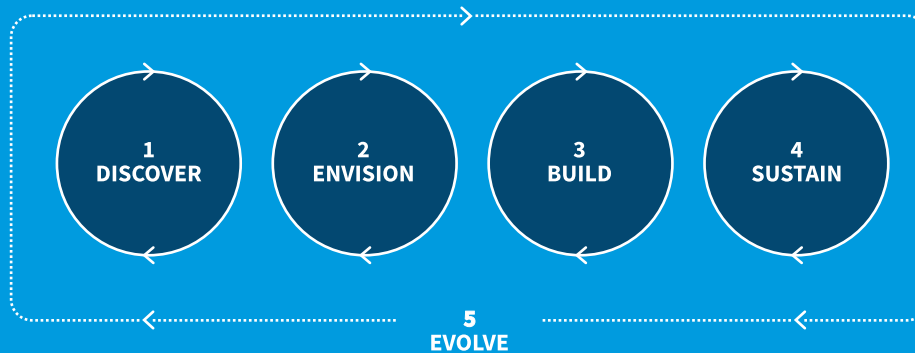 1
DISCOVER
2
ENVISION
3
BUILD
4
SUSTAIN
5
EVOLVE